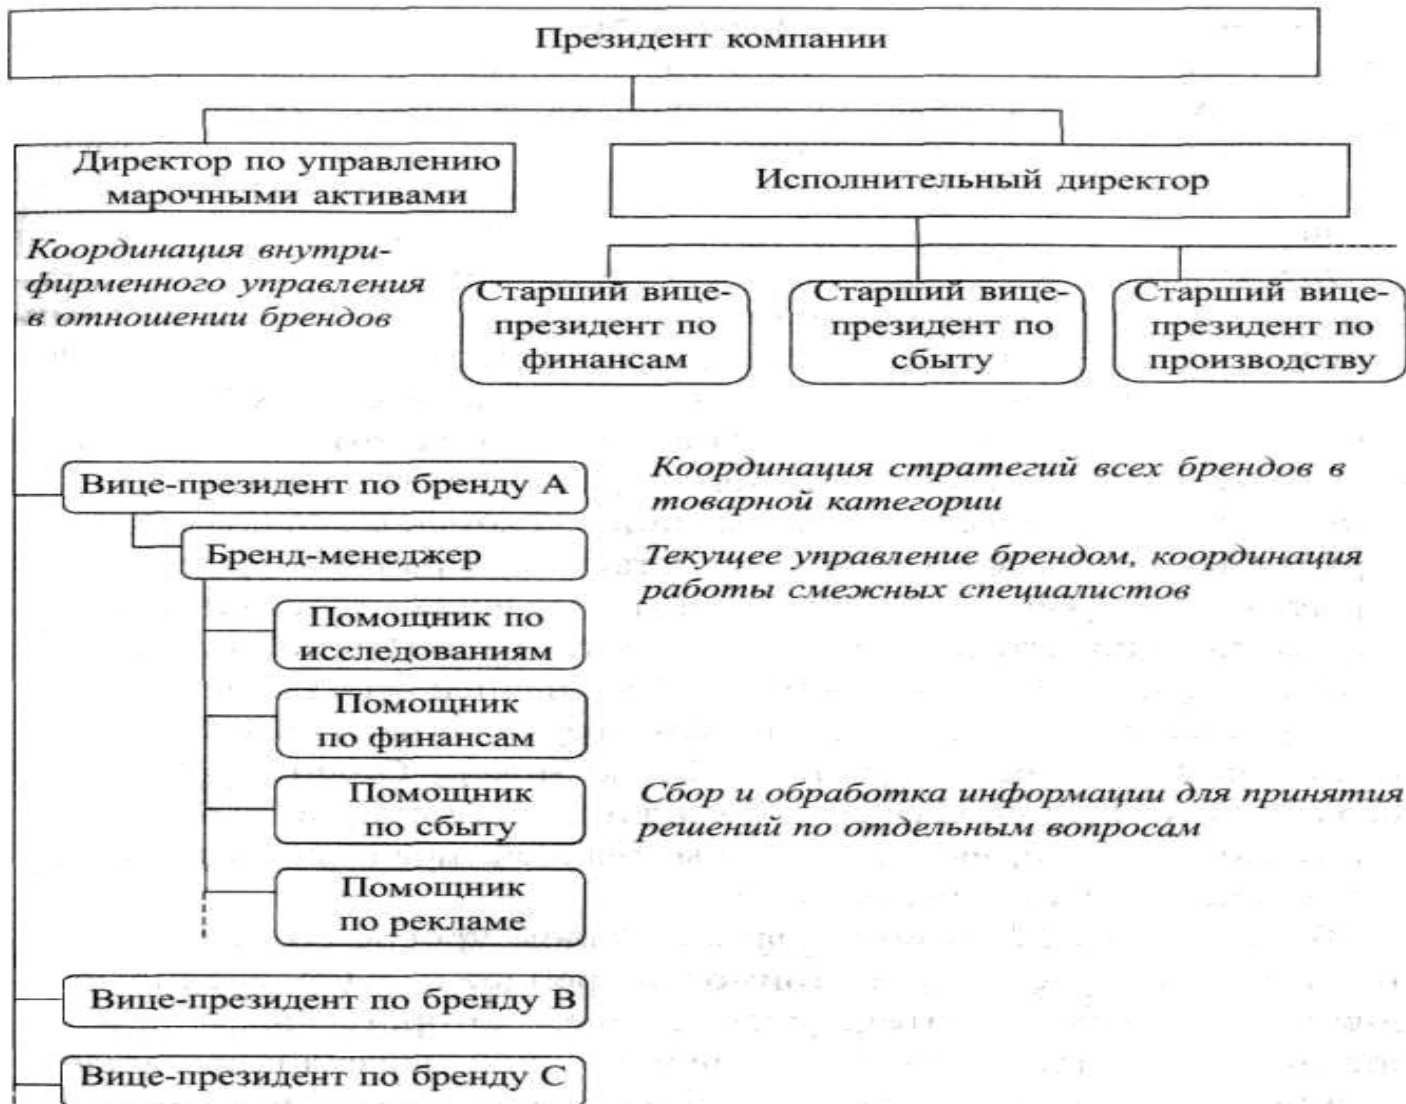 Президент компании
Директор по управлению
марочными активами
Исполнительный директор
Координация внутри-
фирменного управления
в отношении брендов
Старший вице-
президент по
финансам
Старший вице-
президент по
сбыту
Старший вице-
президент по
производству
Вице-президент по бренду А
Координация стратегий всех брендов в
товарной категории
Бренд-менеджер
Текущее управление брендом, координация
работы смежных специалистов
Помощник по
исследованиям
Помощник
по финансам
Помощник
по сбыту
Сбор и обработка информации для принятия
решений по отдельным вопросам
Помощник
по рекламе
Вице-президент по бренду В
Вице-президент по бренду С